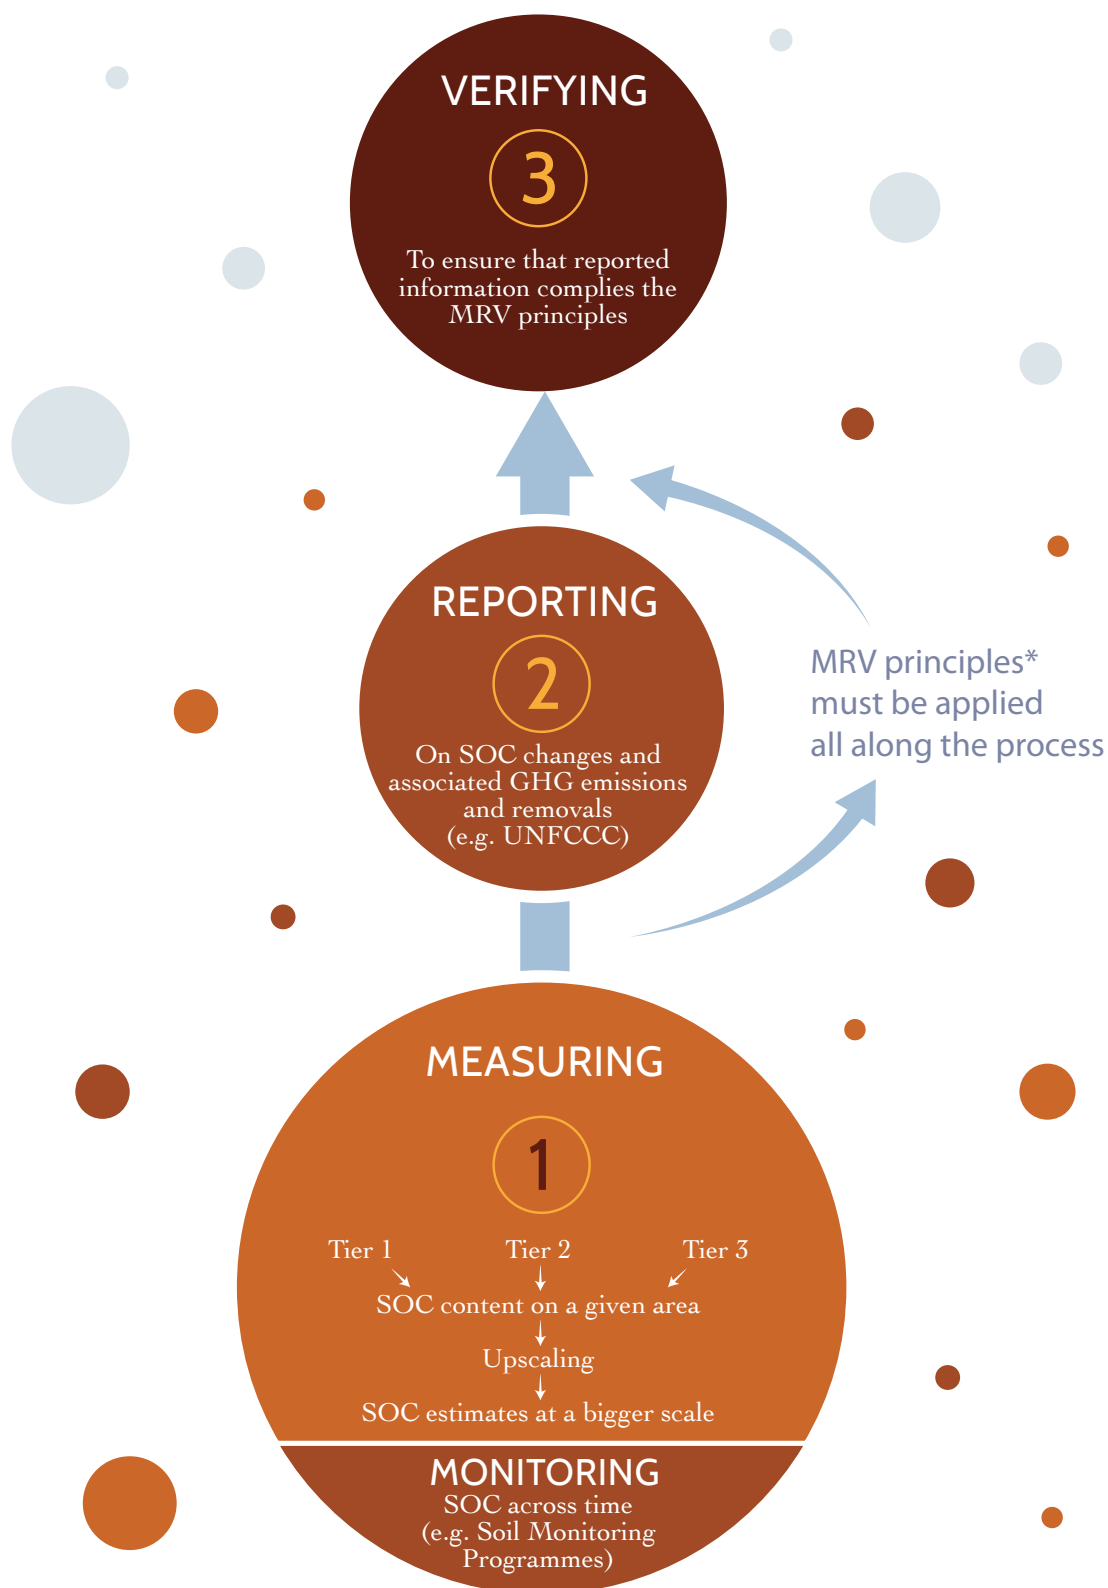 VERIFYING
3
To ensure that reported
information complies the
MRV principles
REPORTING
2
On SOC changes and
associated GHG emissions
and removals
(e.g. UNFCCC)
MRV principles*
must be applied
all along the process
MEASURING
1
Tier 1 Tier 2 Tier 3
SOC content on a given area
Upscaling
SOC estimates at a bigger scale
MONITORING
SOC across time
(e.g. Soil Monitoring
Programmes)